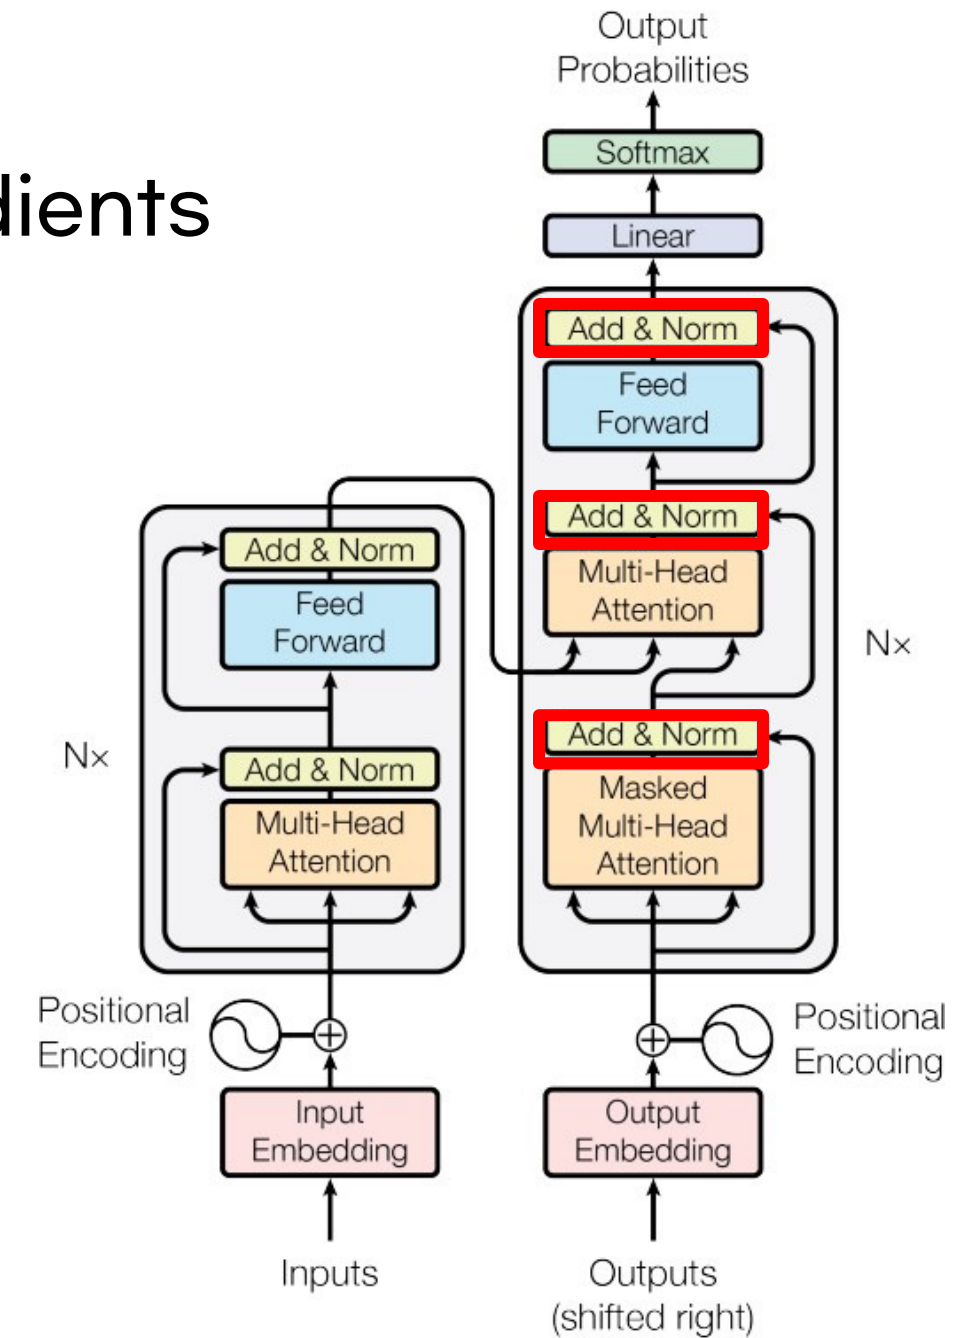 dients
Output
Probabilities
Softmax
Linear
Add & Norm
Feed
Forward
Add & Norm
Multi-Head
Attention
Nx
Add & Norm
Masked
Multi-Head
Attention
Add & Norm
Feed
Forward
Nx
Add & Norm
Multi-Head
Attention
Positional
Encoding
Positional
Encoding
Input
Embedding
Output
Embedding
Inputs
Outputs
(shifted right)